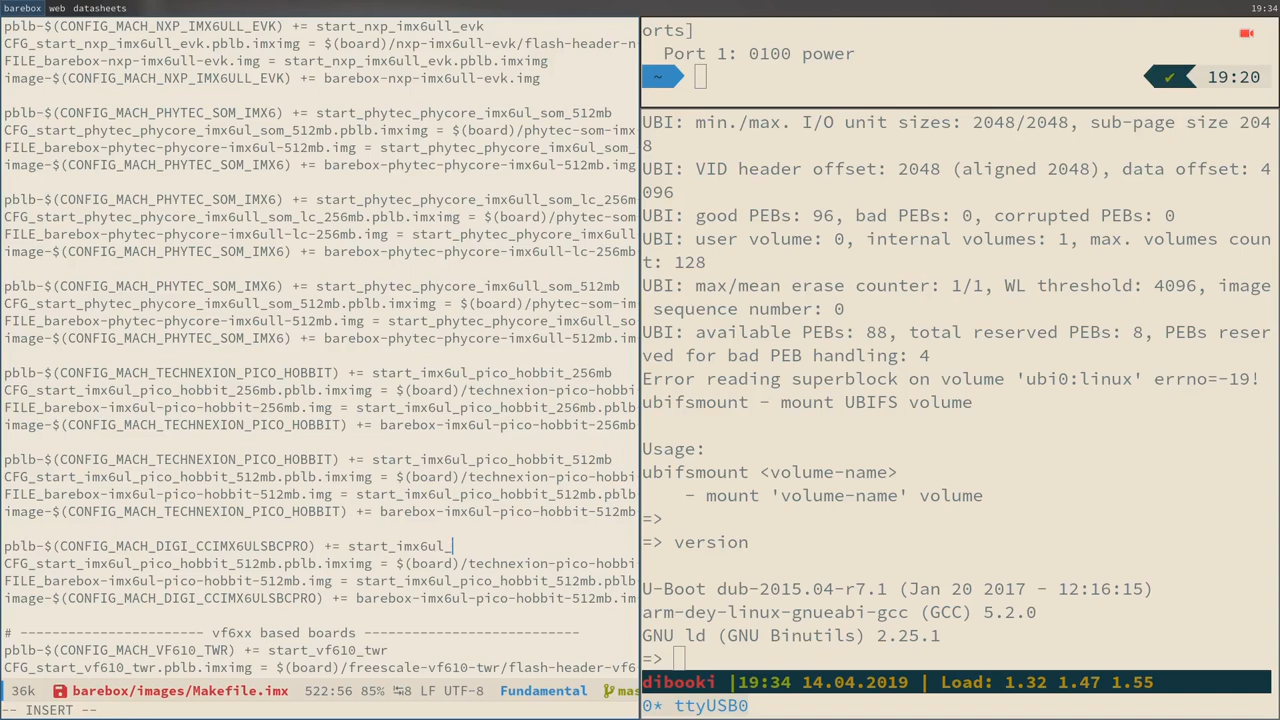 barebox web datasheets 19:34
pblb-$(CONFIG_MACH_NXP_IMX6ULL_EVK) += start_nxp_imx6ull_evk
CFG_start_nxp_imx6ull_evk.pblb.imximg = $(board)/nxp-imx6ull-evk/flash-header-n
FILE_barebox-nxp-imx6ull-evk.img = start_nxp_imx6ull_evk.pblb.imximg
image-$(CONFIG_MACH_NXP_IMX6ULL_EVK) += barebox-nxp-imx6ull-evk.img
pblb-$(CONFIG_MACH_PHYTEC_SOM_IMX6) += start_phytec_phycore_imx6ul_som_512mb
CFG_start_phytec_phycore_imx6ul_som_512mb.pblb.imximg = $(board)/phytec-som-imx
FILE_barebox-phytec-phycore-imx6ul-512mb.img = start_phytec_phycore_imx6ul_som_
image-$(CONFIG_MACH_PHYTEC_SOM_IMX6) += barebox-phytec-phycore-imx6ul-512mb.img
pblb-$(CONFIG_MACH_PHYTEC_SOM_IMX6) += start_phytec_phycore_imx6ull_som_lc_256m
CFG_start_phytec_phycore_imx6ull_som_lc_256mb.pblb.imximg = $(board)/phytec-som
FILE_barebox-phytec-phycore-imx6ull-lc-256mb.img = start_phytec_phycore_imx6ull
image-$(CONFIG_MACH_PHYTEC_SOM_IMX6) += barebox-phytec-phycore-imx6ull-lc-256mb
pblb-$(CONFIG_MACH_PHYTEC_SOM_IMX6) += start_phytec_phycore_imx6ull_som_512mb
CFG_start_phytec_phycore_imx6ull_som_512mb.pblb.imximg = $(board)/phytec-som-im
FILE_barebox-phytec-phycore-imx6ull-512mb.img = start_phytec_phycore_imx6ull_so
image-$(CONFIG_MACH_PHYTEC_SOM_IMX6) += barebox-phytec-phycore-imx6ull-512mb.im
pblb-$(CONFIG_MACH_TECHNEXION_PICO_HOBBIT) += start_imx6ul_pico_hobbit_256mb
CFG_start_imx6ul_pico_hobbit_256mb.pblb.imximg = $(board)/technexion-pico-hobbi
FILE_barebox-imx6ul-pico-hobbit-256mb.img = start_imx6ul_pico_hobbit_256mb.pblb
image-$(CONFIG_MACH_TECHNEXION_PICO_HOBBIT) += barebox-imx6ul-pico-hobbit-256mb
pblb-$(CONFIG_MACH_TECHNEXION_PICO_HOBBIT) += start_imx6ul_pico_hobbit_512mb
CFG_start_imx6ul_pico_hobbit_512mb.pblb.imximg = $(board)/technexion-pico-hobbi
FILE_barebox-imx6ul-pico-hobbit-512mb.img = start_imx6ul_pico_hobbit_512mb.pblb
image-$(CONFIG_MACH_TECHNEXION_PICO_HOBBIT) += barebox-imx6ul-pico-hobbit-512mb
pblb-$(CONFIG_MACH_DIGI_CCIMX6ULSBCPRO) += start_imx6ul_
CFG_start_imx6ul_pico_hobbit_512mb.pblb.imximg = $(board)/technexion-pico-hobbi
FILE_barebox-imx6ul-pico-hobbit-512mb.img = start_imx6ul_pico_hobbit_512mb.pblb
image-$(CONFIG_MACH_DIGI_CCIMX6ULSBCPRO) += barebox-imx6ul-pico-hobbit-512mb.im
# ---------------------- vf6xx based boards ---------------------------
pblb-$(CONFIG_MACH_VF610_TWR) += start_vf610_twr
CFG_start_vf610_twr.pblb.imximg = $(board)/freescale-vf610-twr/flash-header-vf6
36k barebox/images/Makefile.imx 522:56 85% 8 LF UTF-8 Fundamental mas
-- INSERT --
orts]
Port 1: 0100 power
~ ✔ 19:20
UBI: min./max. I/O unit sizes: 2048/2048, sub-page size 204
8
UBI: VID header offset: 2048 (aligned 2048), data offset: 4
096
UBI: good PEBs: 96, bad PEBs: 0, corrupted PEBs: 0
UBI: user volume: 0, internal volumes: 1, max. volumes coun
t: 128
UBI: max/mean erase counter: 1/1, WL threshold: 4096, image
sequence number: 0
UBI: available PEBs: 88, total reserved PEBs: 8, PEBs reser
ved for bad PEB handling: 4
Error reading superblock on volume 'ubi0:linux' errno=-19!
ubifsmount - mount UBIFS volume
Usage:
ubifsmount <volume-name>
- mount 'volume-name' volume
=>
=> version
U-Boot dub-2015.04-r7.1 (Jan 20 2017 - 12:16:15)
arm-dey-linux-gnueabi-gcc (GCC) 5.2.0
GNU ld (GNU Binutils) 2.25.1
=>
dibooki |19:34 14.04.2019 | Load: 1.32 1.47 1.55
0* ttyUSB0